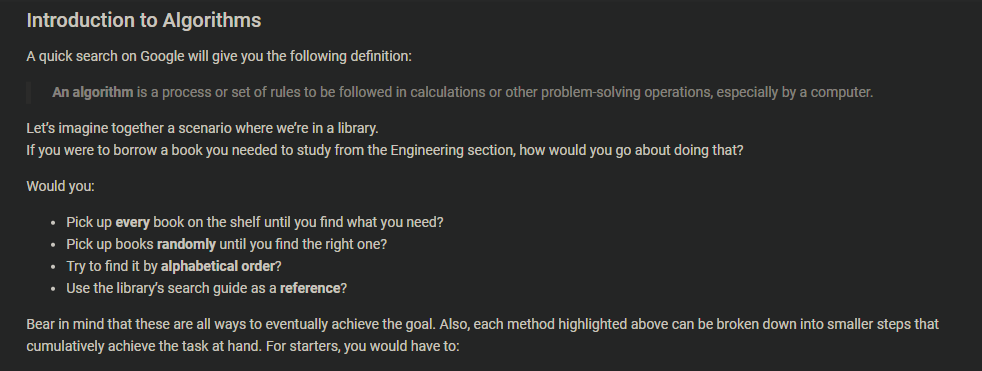 Introduction to Algorithms
A quick search on Google will give you the following definition:
An algorithm is a process or set of rules to be followed in calculations or other problem-solving operations, especially by a computer.
Let's imagine together a scenario where we're in a library.
If you were to borrow a book you needed to study from the Engineering section, how would you go about doing that?
Would you:
• Pick up every book on the shelf until you find what you need?
• Pick up books randomly until you find the right one?
• Try to find it by alphabetical order?
• Use the library's search guide as a reference?
Bear in mind that these are all ways to eventually achieve the goal. Also, each method highlighted above can be broken down into smaller steps that
cumulatively achieve the task at hand. For starters, you would have to: